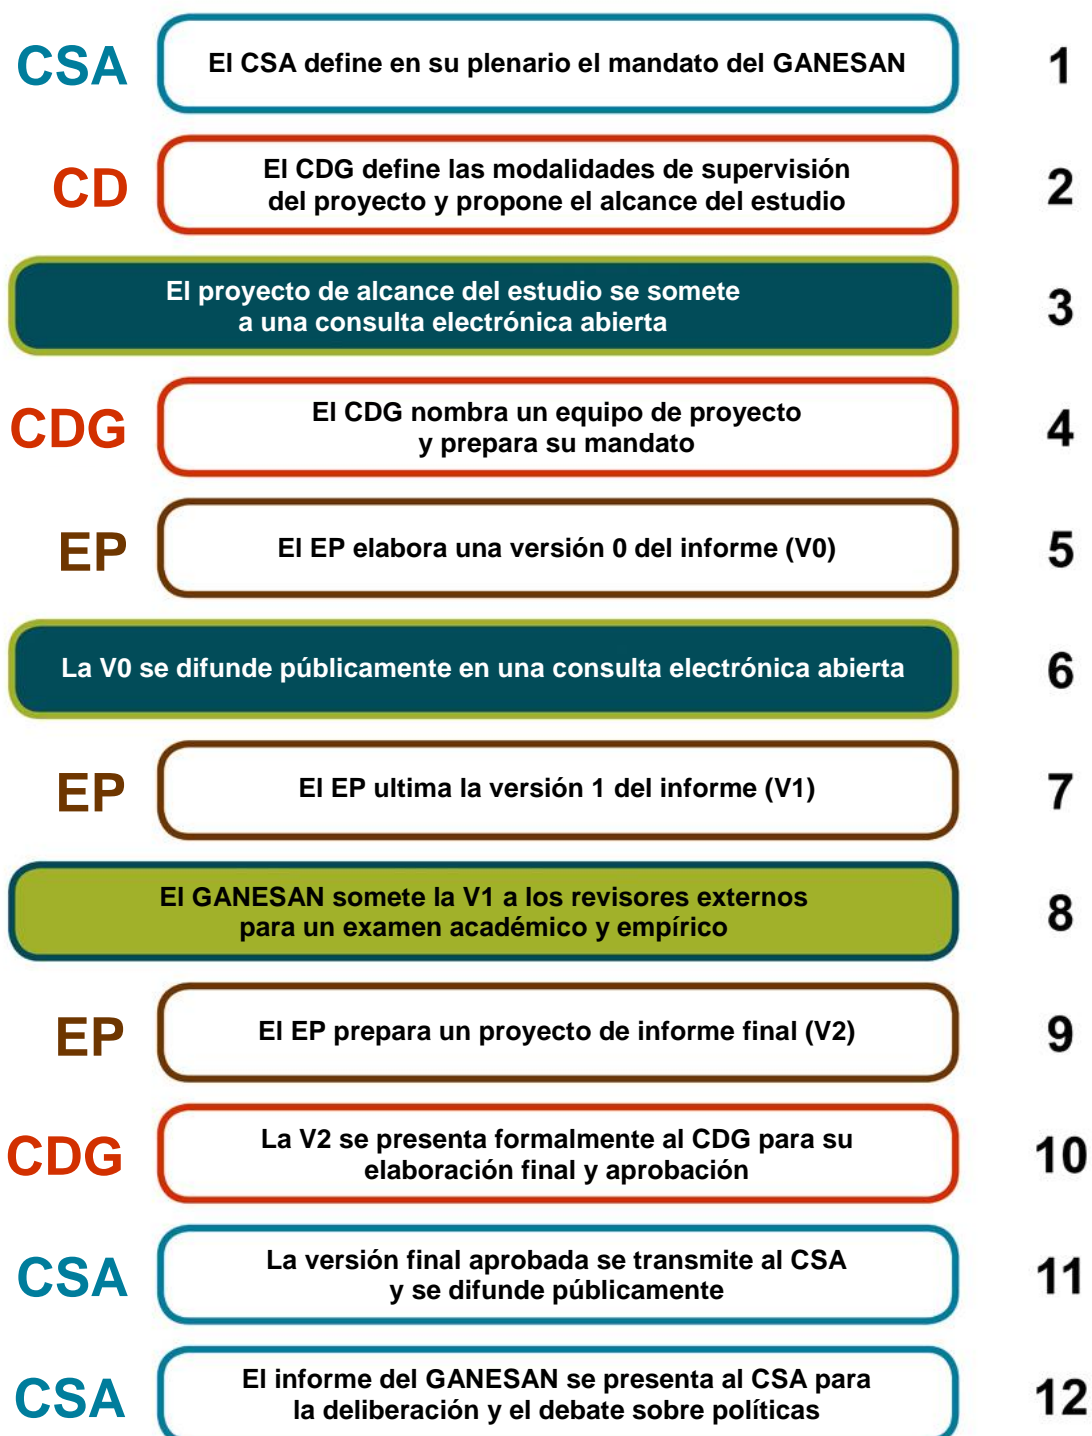 CSA
El CSA define en su plenario el mandato del GANESAN
1
CD
El CDG define las modalidades de supervisión
del proyecto y propone el alcance del estudio
2
El proyecto de alcance del estudio se somete
a una consulta electrónica abierta
3
CDG
El CDG nombra un equipo de proyecto
y prepara su mandato
4
EP
El EP elabora una versión 0 del informe (V0)
5
La V0 se difunde públicamente en una consulta electrónica abierta
6
EP
El EP ultima la versión 1 del informe (V1)
7
El GANESAN somete la V1 a los revisores externos
para un examen académico y empírico
8
EP
El EP prepara un proyecto de informe final (V2)
9
CDG
La V2 se presenta formalmente al CDG para su
elaboración final y aprobación
10
CSA
La versión final aprobada se transmite al CSA
y se difunde públicamente
11
CSA
El informe del GANESAN se presenta al CSA para
la deliberación y el debate sobre políticas
12